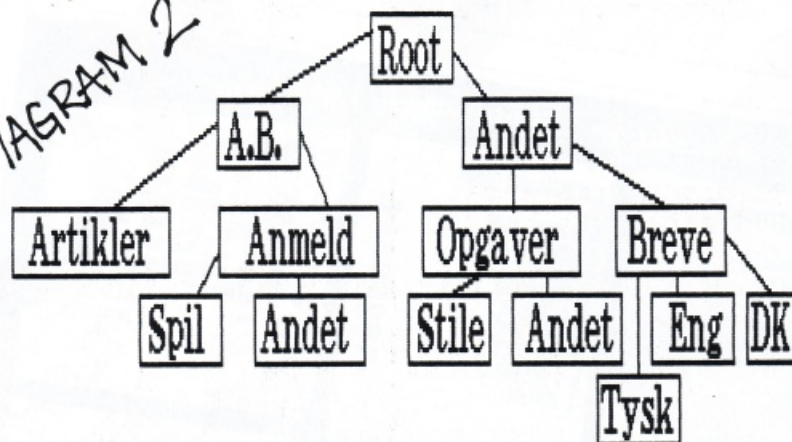 DIAGRAM 2
Root
A.B.
Andet
Artikler
Anmeld
Opgaver
Breve
Spil
Andet
Stile
Andet
Eng
DK
Tysk